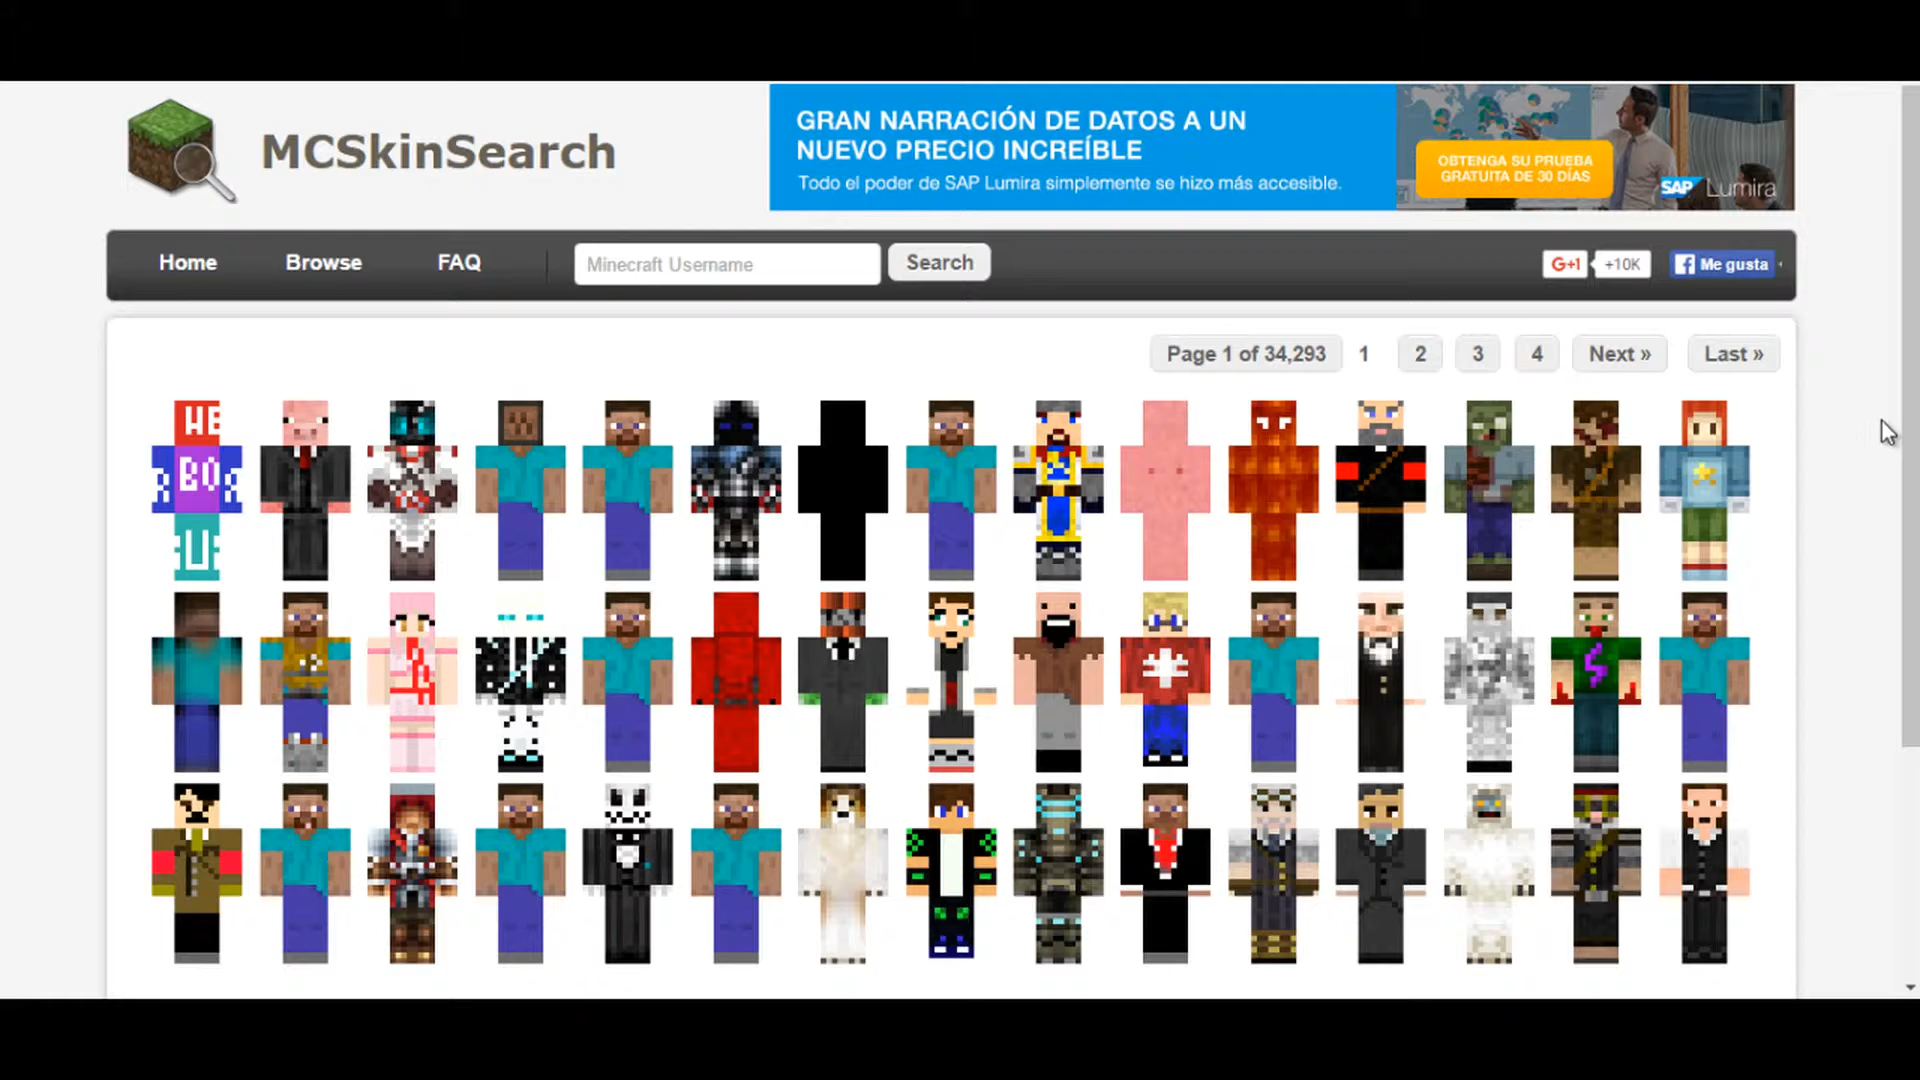 MCSkinSearch
GRAN NARRACIÓN DE DATOS A UN
NUEVO PRECIO INCREÍBLE
Todo el poder de SAP Lumira simplemente se hizo más accesible.
OBTENGA SU PRUEBA
GRATUITA DE 30 DÍAS
SAP Lumira
Home Browse FAQ Minecraft Username Search G+1 +10K Me gusta
Page 1 of 34,293 1 2 3 4 Next » Last »